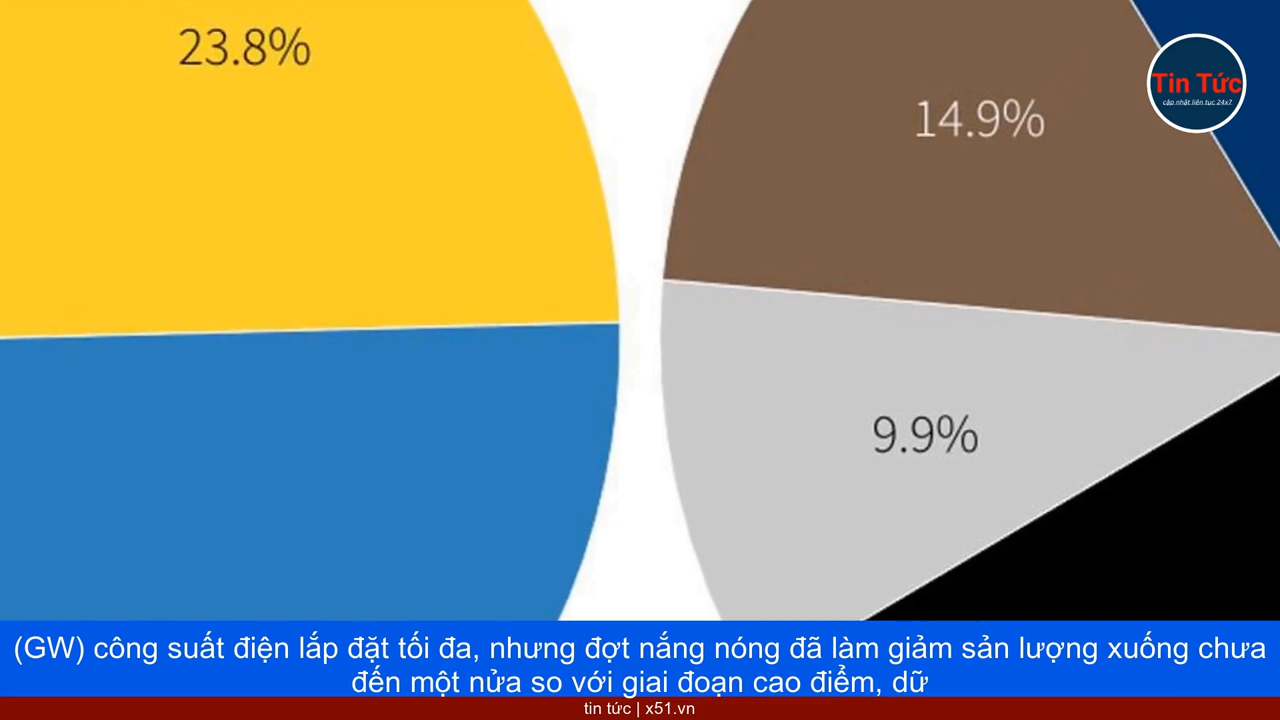 23.8%
14.9%
Tin Tức
cập.nhật.liên.tục.24x7
9.9%
(GW) công suất điện lắp đặt tối đa, nhưng đợt nắng nóng đã làm giảm sản lượng xuống chưa
đến một nửa so với giai đoạn cao điểm, dữ
tin tức | x51.vn